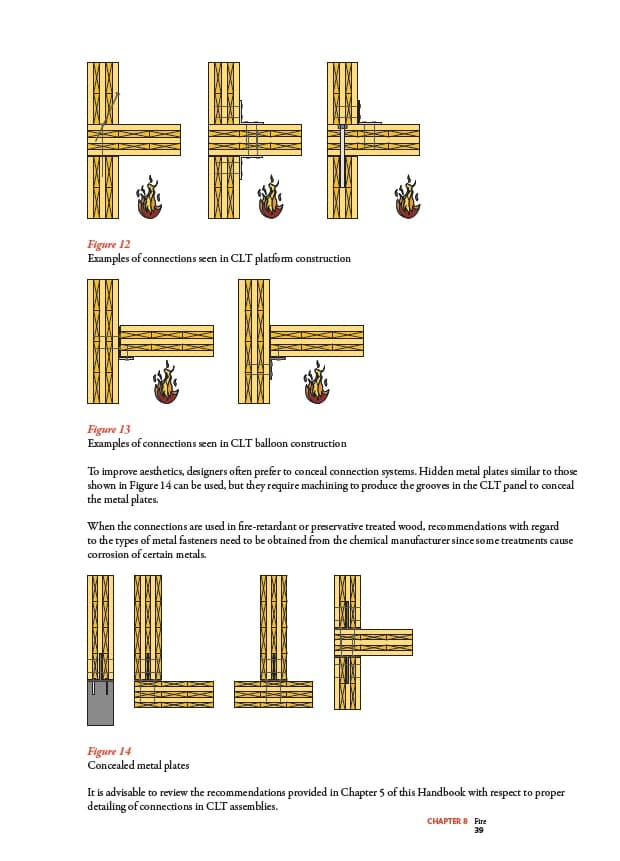 Figure 12
Examples of connections seen in CLT platform construction
Figure 13
Examples of connections seen in CLT balloon construction
To improve aesthetics, designers often prefer to conceal connection systems. Hidden metal plates similar to those
shown in Figure 14 can be used, but they require machining to produce the grooves in the CLT panel to conceal
the metal plates.
When the connections are used in fire-retardant or preservative treated wood, recommendations with regard
to the types of metal fasteners need to be obtained from the chemical manufacturer since some treatments cause
corrosion of certain metals.
Figure 14
Concealed metal plates
It is advisable to review the recommendations provided in Chapter 5 of this Handbook with respect to proper
detailing of connections in CLT assemblies.
CHAPTER 8 Fire
39